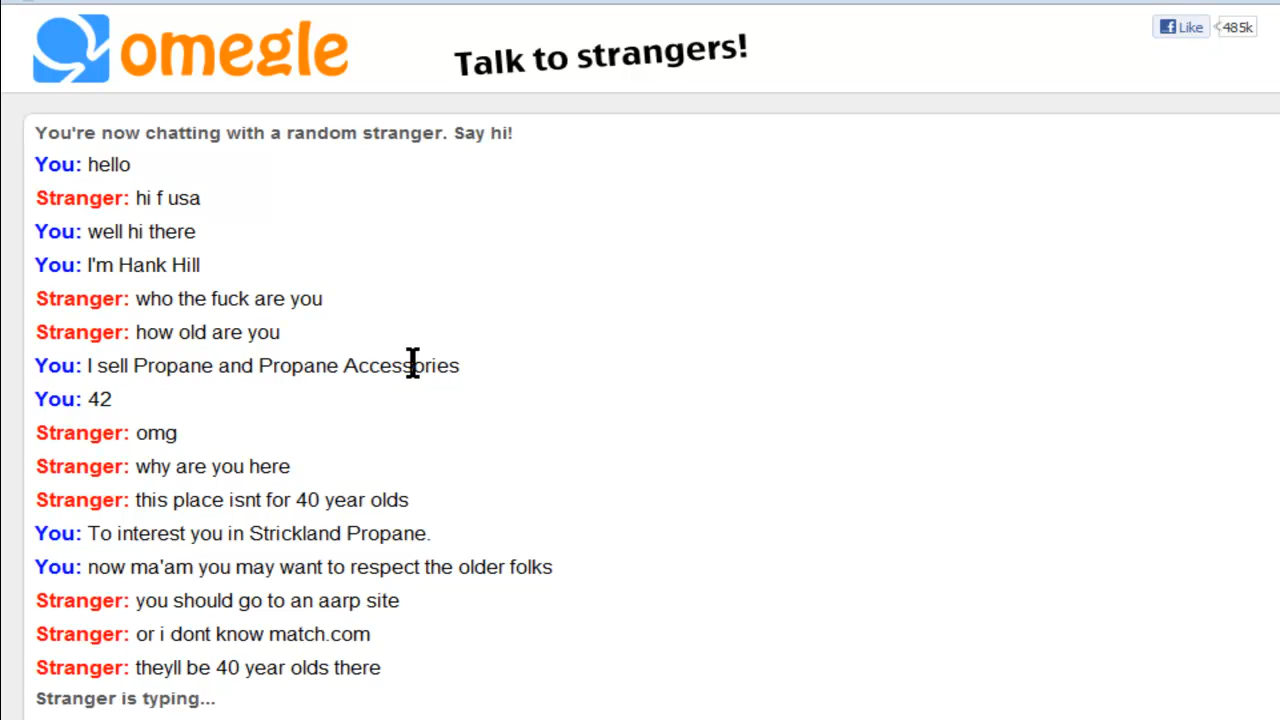 omegle
Talk to strangers!
Like
485k
You're now chatting with a random stranger. Say hi!
You: hello
Stranger: hi f usa
You: well hi there
You: I'm Hank Hill
Stranger: who the fuck are you
Stranger: how old are you
You: I sell Propane and Propane Accessories
You: 42
Stranger: omg
Stranger: why are you here
Stranger: this place isnt for 40 year olds
You: To interest you in Strickland Propane.
You: now ma'am you may want to respect the older folks
Stranger: you should go to an aarp site
Stranger: or i dont know match.com
Stranger: theyll be 40 year olds there
Stranger is typing...